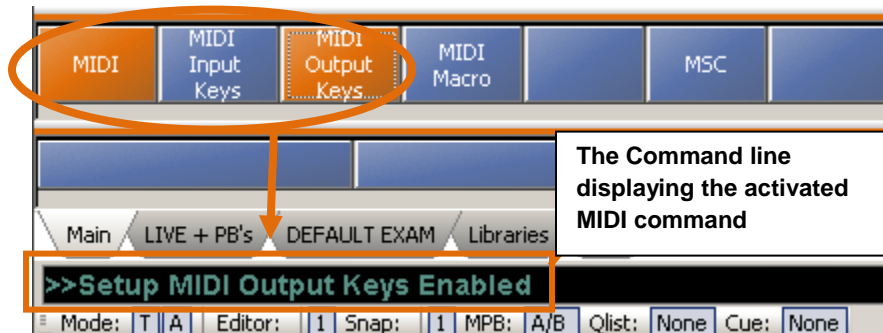 MIDI
MIDI
Input
Keys
MIDI
Output
Keys
MIDI
Macro
MSC
The Command line
displaying the activated
MIDI command
Main LIVE + PB's DEFAULT EXAM Libraries
>>Setup MIDI Output Keys Enabled
Mode: T A Editor: 1 Snap: 1 MPB: A/B Qlist: None Cue: None